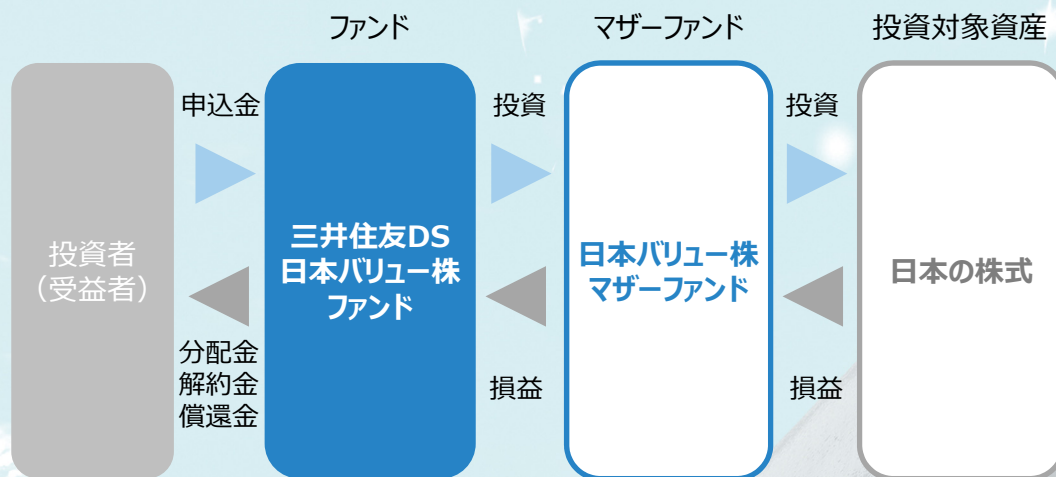 ファンド
マザーファンド
投資対象資産
申込金
投資
投資
投資者
（受益者）
三井住友DS
日本バリュー株
ファンド
日本バリュー株
マザーファンド
日本の株式
分配金
解約金
償還金
損益
損益